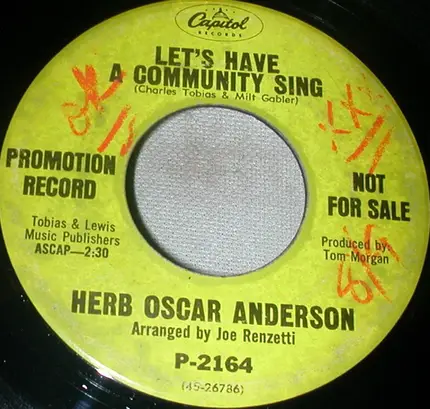 Capitol
RECORDS
LET'S HAVE
A COMMUNITY SING
(Charles Tobias & Milt Gabler)
PROMOTION
RECORD
NOT
FOR SALE
Tobias & Lewis
Music Publishers
ASCAP—2:30
Produced by
Tom Morgan
HERB OSCAR ANDERSON
Arranged by Joe Renzetti
P-2164
(45-26786)